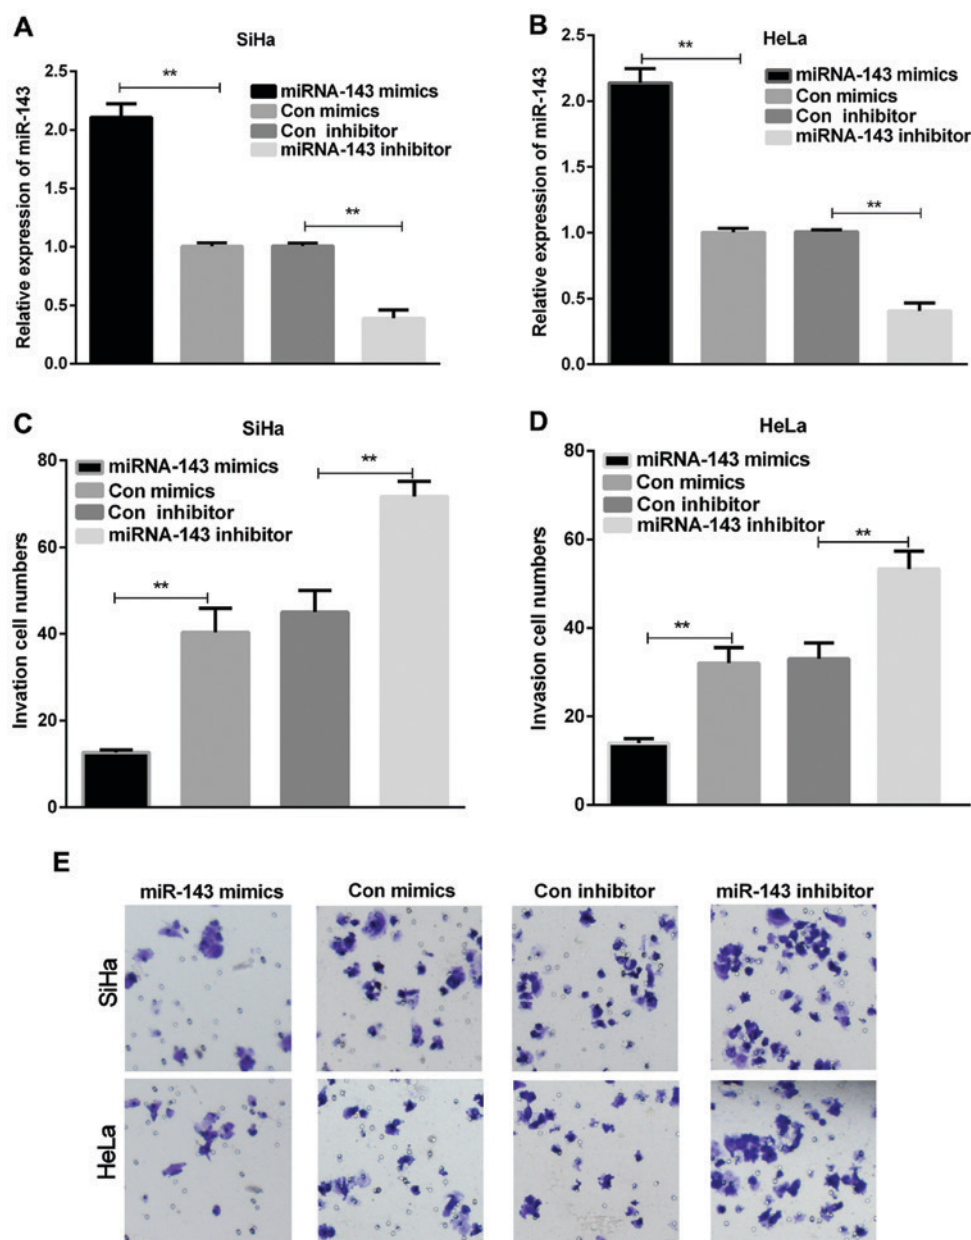 A
SiHa
Relative expression of miR-143
2.5
2.0
1.5
1.0
0.5
0.0
**
**
miRNA-143 mimics
Con mimics
Con inhibitor
miRNA-143 inhibitor
B
HeLa
Relative expression of miR-143
2.5
2.0
1.5
1.0
0.5
0.0
**
**
miRNA-143 mimics
Con mimics
Con inhibitor
miRNA-143 inhibitor
C
SiHa
Invation cell numbers
80
60
40
20
0
miRNA-143 mimics
Con mimics
Con inhibitor
miRNA-143 inhibitor
**
**
D
HeLa
Invasion cell numbers
80
60
40
20
0
miRNA-143 mimics
Con mimics
Con inhibitor
miRNA-143 inhibitor
**
**
E
miR-143 mimics
Con mimics
Con inhibitor
miR-143 inhibitor
SiHa
HeLa